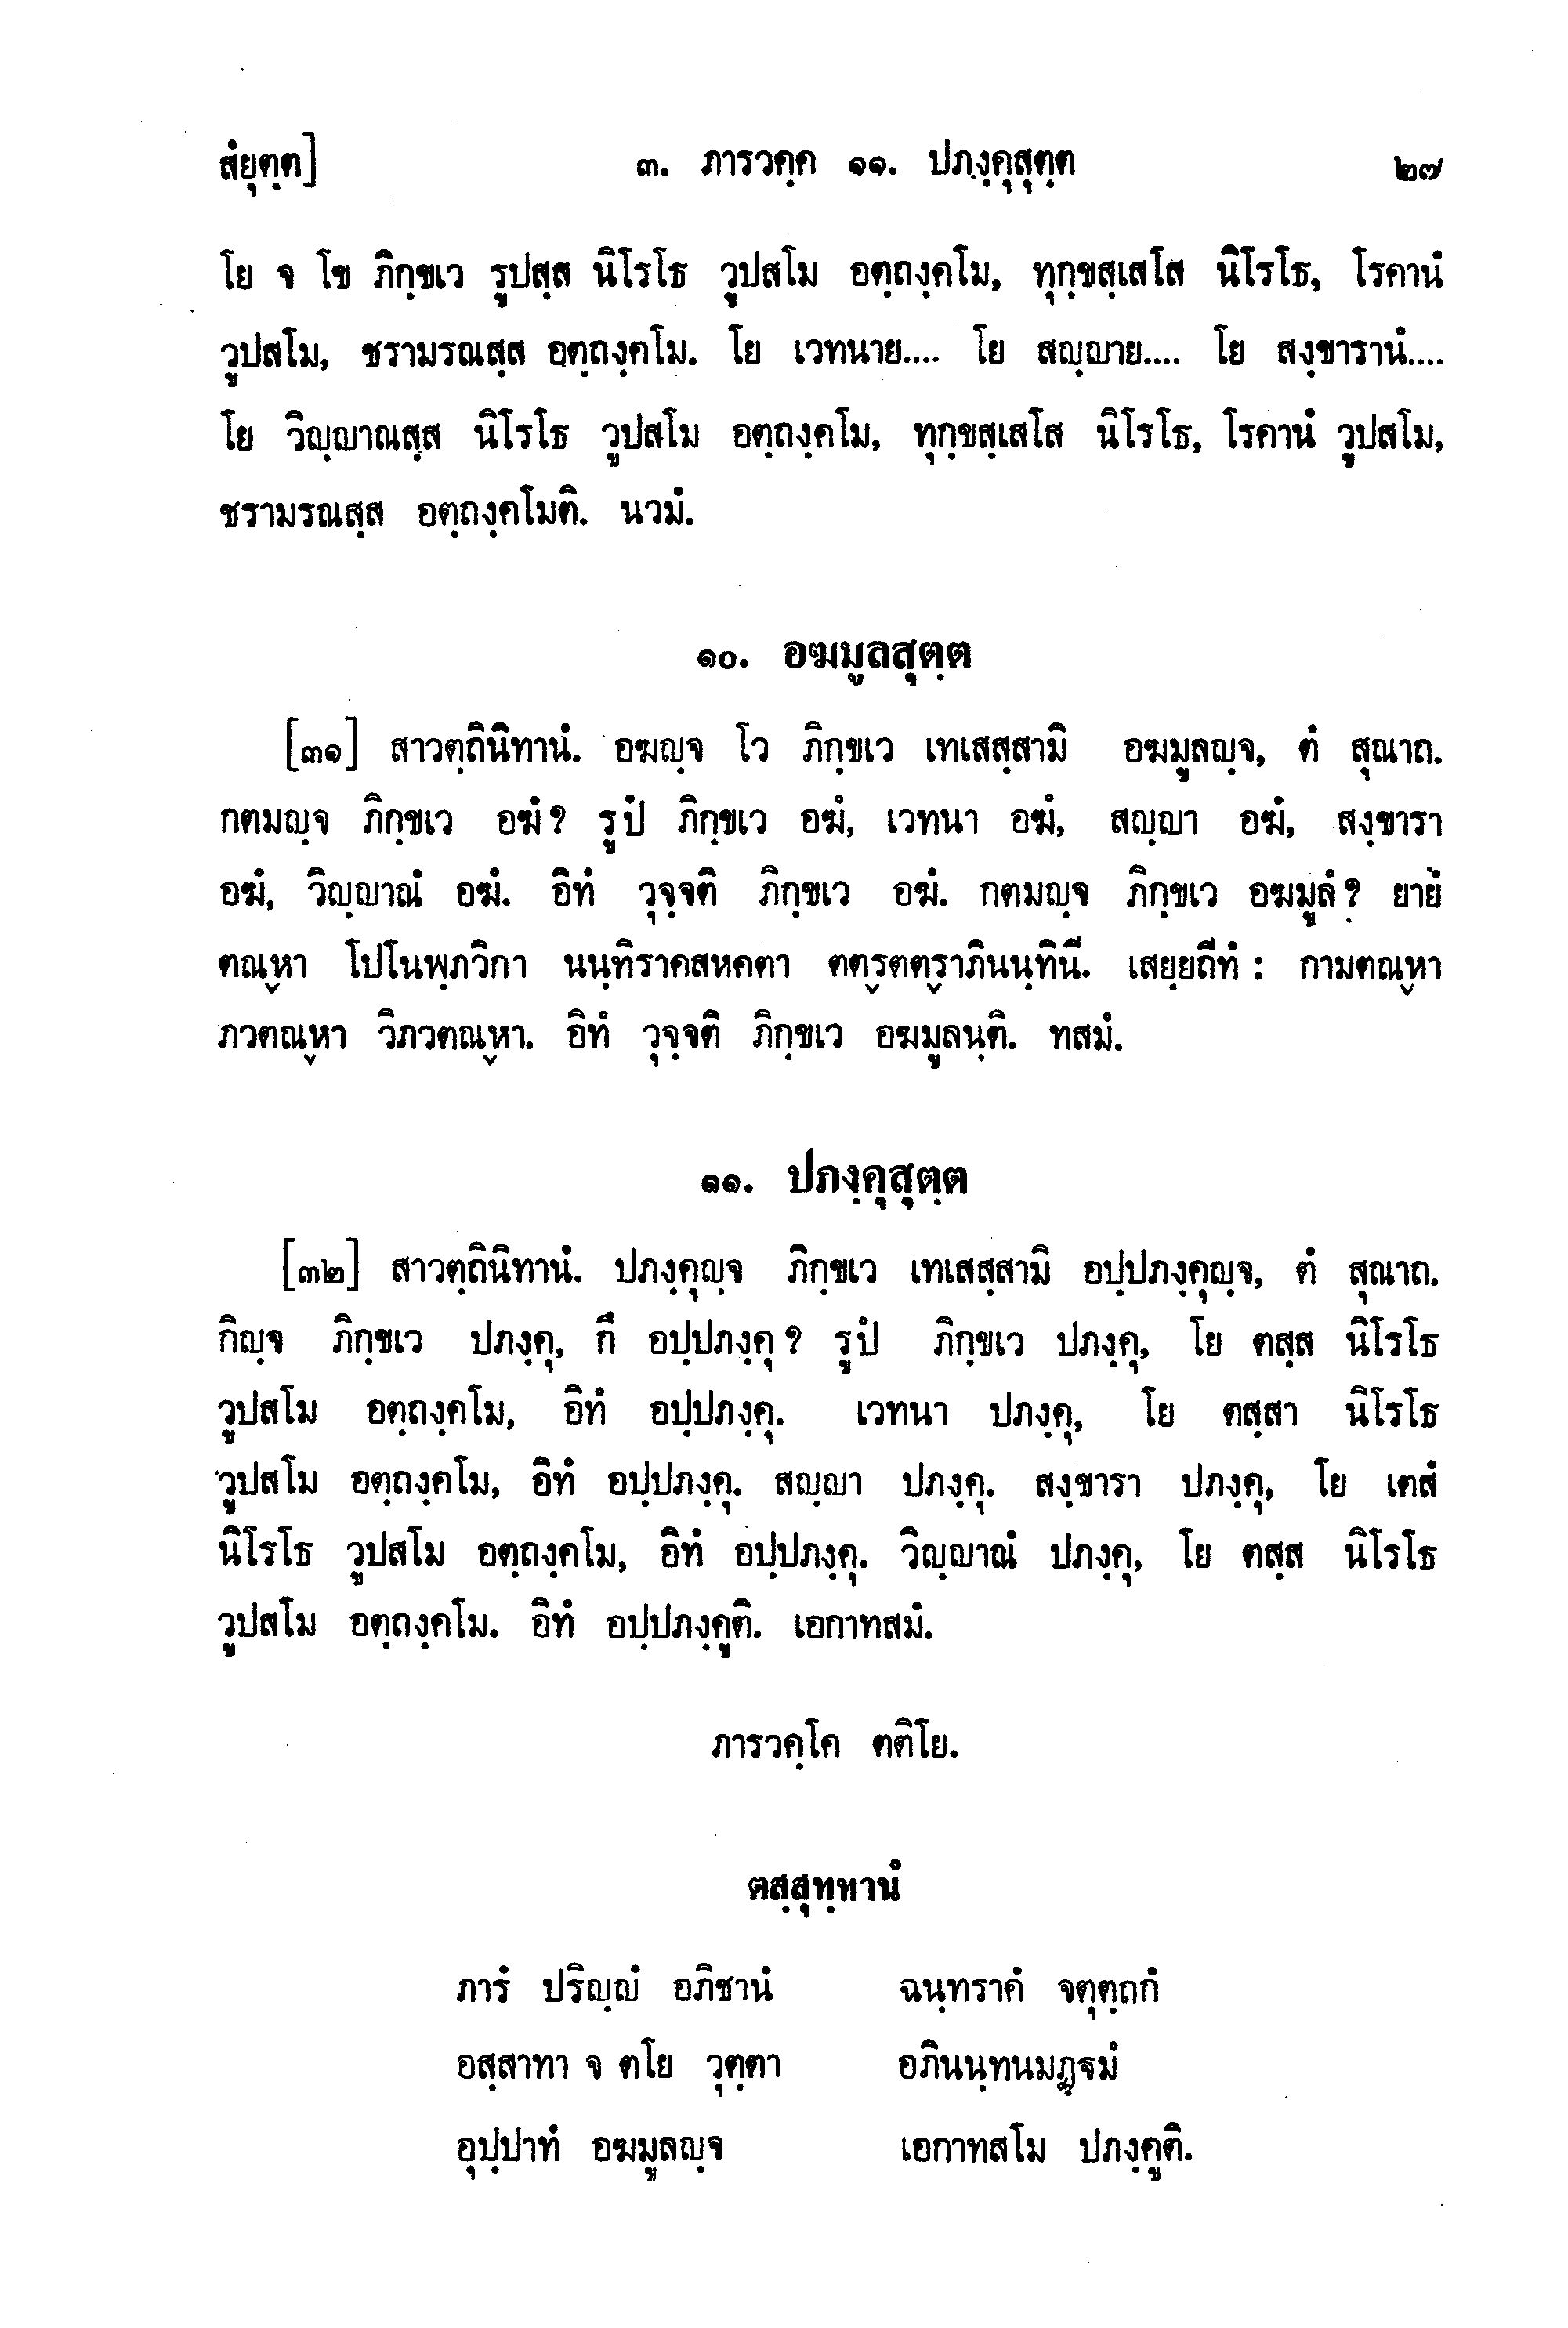 สํยุตฺต]	๓. ภารวคฺค ๑๑. ปภงฺคุสุตฺต	๒๗
โย จ โข ภิกฺขเว รูปสฺส นิโรโธ วูปสโม อตฺถงฺคโม, ทุกฺขสฺเสโส นิโรโธ, โรคานํ
วูปสโม, ชรามรณสฺส อตฺถงฺคโม. โย เวทนาย.... โย สญฺญาย.... โย สงฺขารานํ....
โย วิญฺญาณสฺส นิโรโธ วูปสโม อตฺถงฺคโม, ทุกฺขสฺเสโส นิโรโธ, โรคานํ วูปสโม,
ชรามรณสฺส อตฺถงฺคโมติ. นวมํ.
๑๐. อฆมูลสุตฺต
[๓๑] สาวตฺถินิทานํ. อฆญฺจ โว ภิกฺขเว เทเสสฺสามิ อฆมูลญฺจ, ตํ สุณาถ.
กตมญฺจ ภิกฺขเว อฆํ? รูปํ ภิกฺขเว อฆํ, เวทนา อฆํ, สญฺญา อฆํ, สงฺขารา
อฆํ, วิญฺญาณํ อฆํ. อิทํ วุจฺจติ ภิกฺขเว อฆํ. กตมญฺจ ภิกฺขเว อฆมูลํ? ยายํ
ตณฺหา โปโนพฺภวิกา นนฺทิราคสหคตา ตตฺรตตฺราภินนฺทินี. เสยฺยถีทํ : กามตณฺหา
ภวตณฺหา วิภวตณฺหา. อิทํ วุจฺจติ ภิกฺขเว อฆมูลนฺติ. ทสมํ.
๑๑. ปภงฺคุสุตฺต
[๓๒] สาวตฺถินิทานํ. ปภงฺคุญฺจ ภิกฺขเว เทเสสฺสามิ อปฺปภงฺคุญฺจ, ตํ สุณาถ.
กิญฺจ ภิกฺขเว ปภงฺคุ, กึ อปฺปภงฺคุ? รูปํ ภิกฺขเว ปภงฺคุ, โย ตสฺส นิโรโธ
วูปสโม อตฺถงฺคโม, อิทํ อปฺปภงฺคุ. เวทนา ปภงฺคุ, โย ตสฺสา นิโรโธ
วูปสโม อตฺถงฺคโม, อิทํ อปฺปภงฺคุ. สญฺญา ปภงฺคุ. สงฺขารา ปภงฺคุ, โย เตสํ
นิโรโธ วูปสโม อตฺถงฺคโม, อิทํ อปฺปภงฺคุ. วิญฺญาณํ ปภงฺคุ, โย ตสฺส นิโรโธ
วูปสโม อตฺถงฺคโม. อิทํ อปฺปภงฺคูติ. เอกาทสมํ.
ภารวคฺโค ตติโย.
ตสฺสุทฺทานํ
ภารํ ปริญฺญํ อภิชานํ	ฉนฺทราคํ จตุตฺถกํ
อสฺสาทา จ ตโย วุตฺตา	อภินนฺทนมฏฺฐมํ
อุปฺปาทํ อฆมูลญฺจ	เอกาทสโม ปภงฺคูติ.